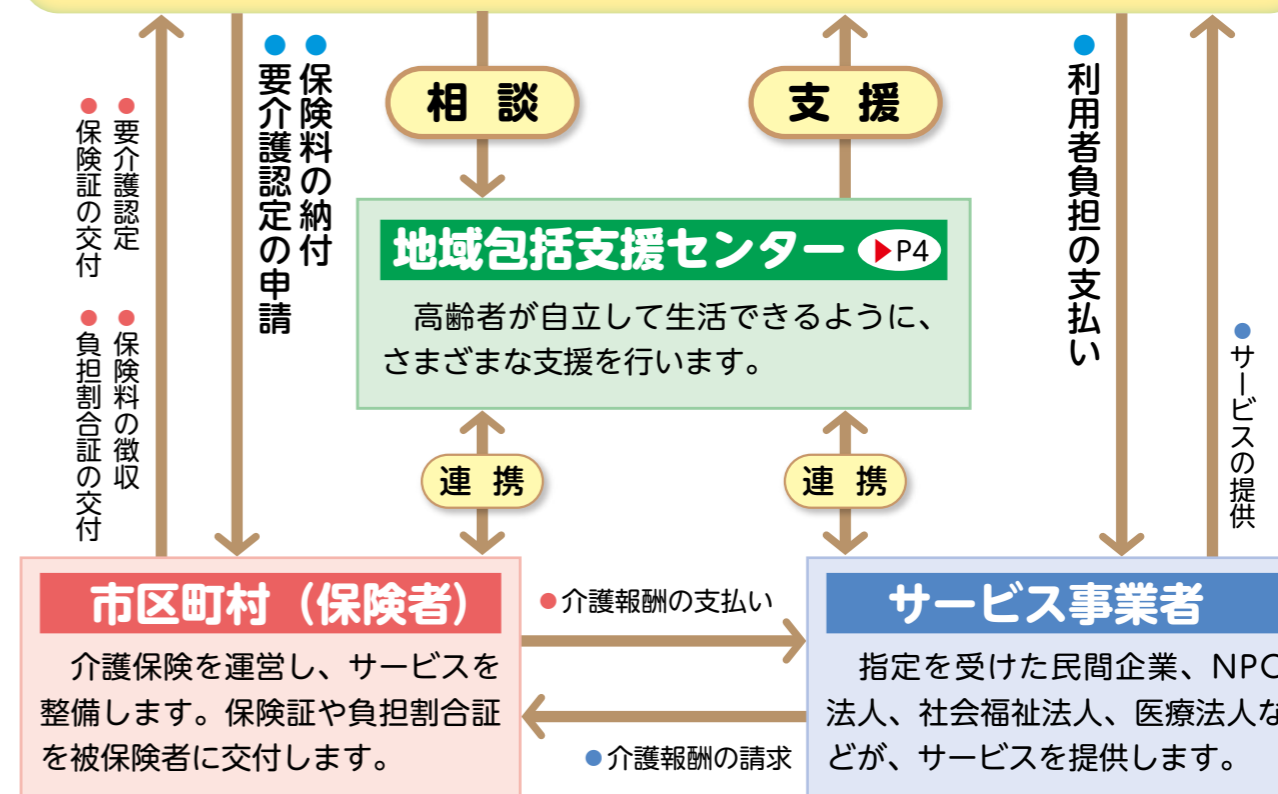 ●保険料の納付
●要介護認定の申請
●要介護認定
●保険証の交付
●保険料の徴収
●負担割合証の交付
相 談
支 援
●利用者負担の支払い
●サービスの提供
地域包括支援センター ▶P4
高齢者が自立して生活できるように、
さまざまな支援を行います。
連 携
連 携
市区町村（保険者）
介護保険を運営し、サービスを
整備します。保険証や負担割合証
を被保険者に交付します。
●介護報酬の支払い
●介護報酬の請求
サービス事業者
指定を受けた民間企業、NPO
法人、社会福祉法人、医療法人な
どが、サービスを提供します。